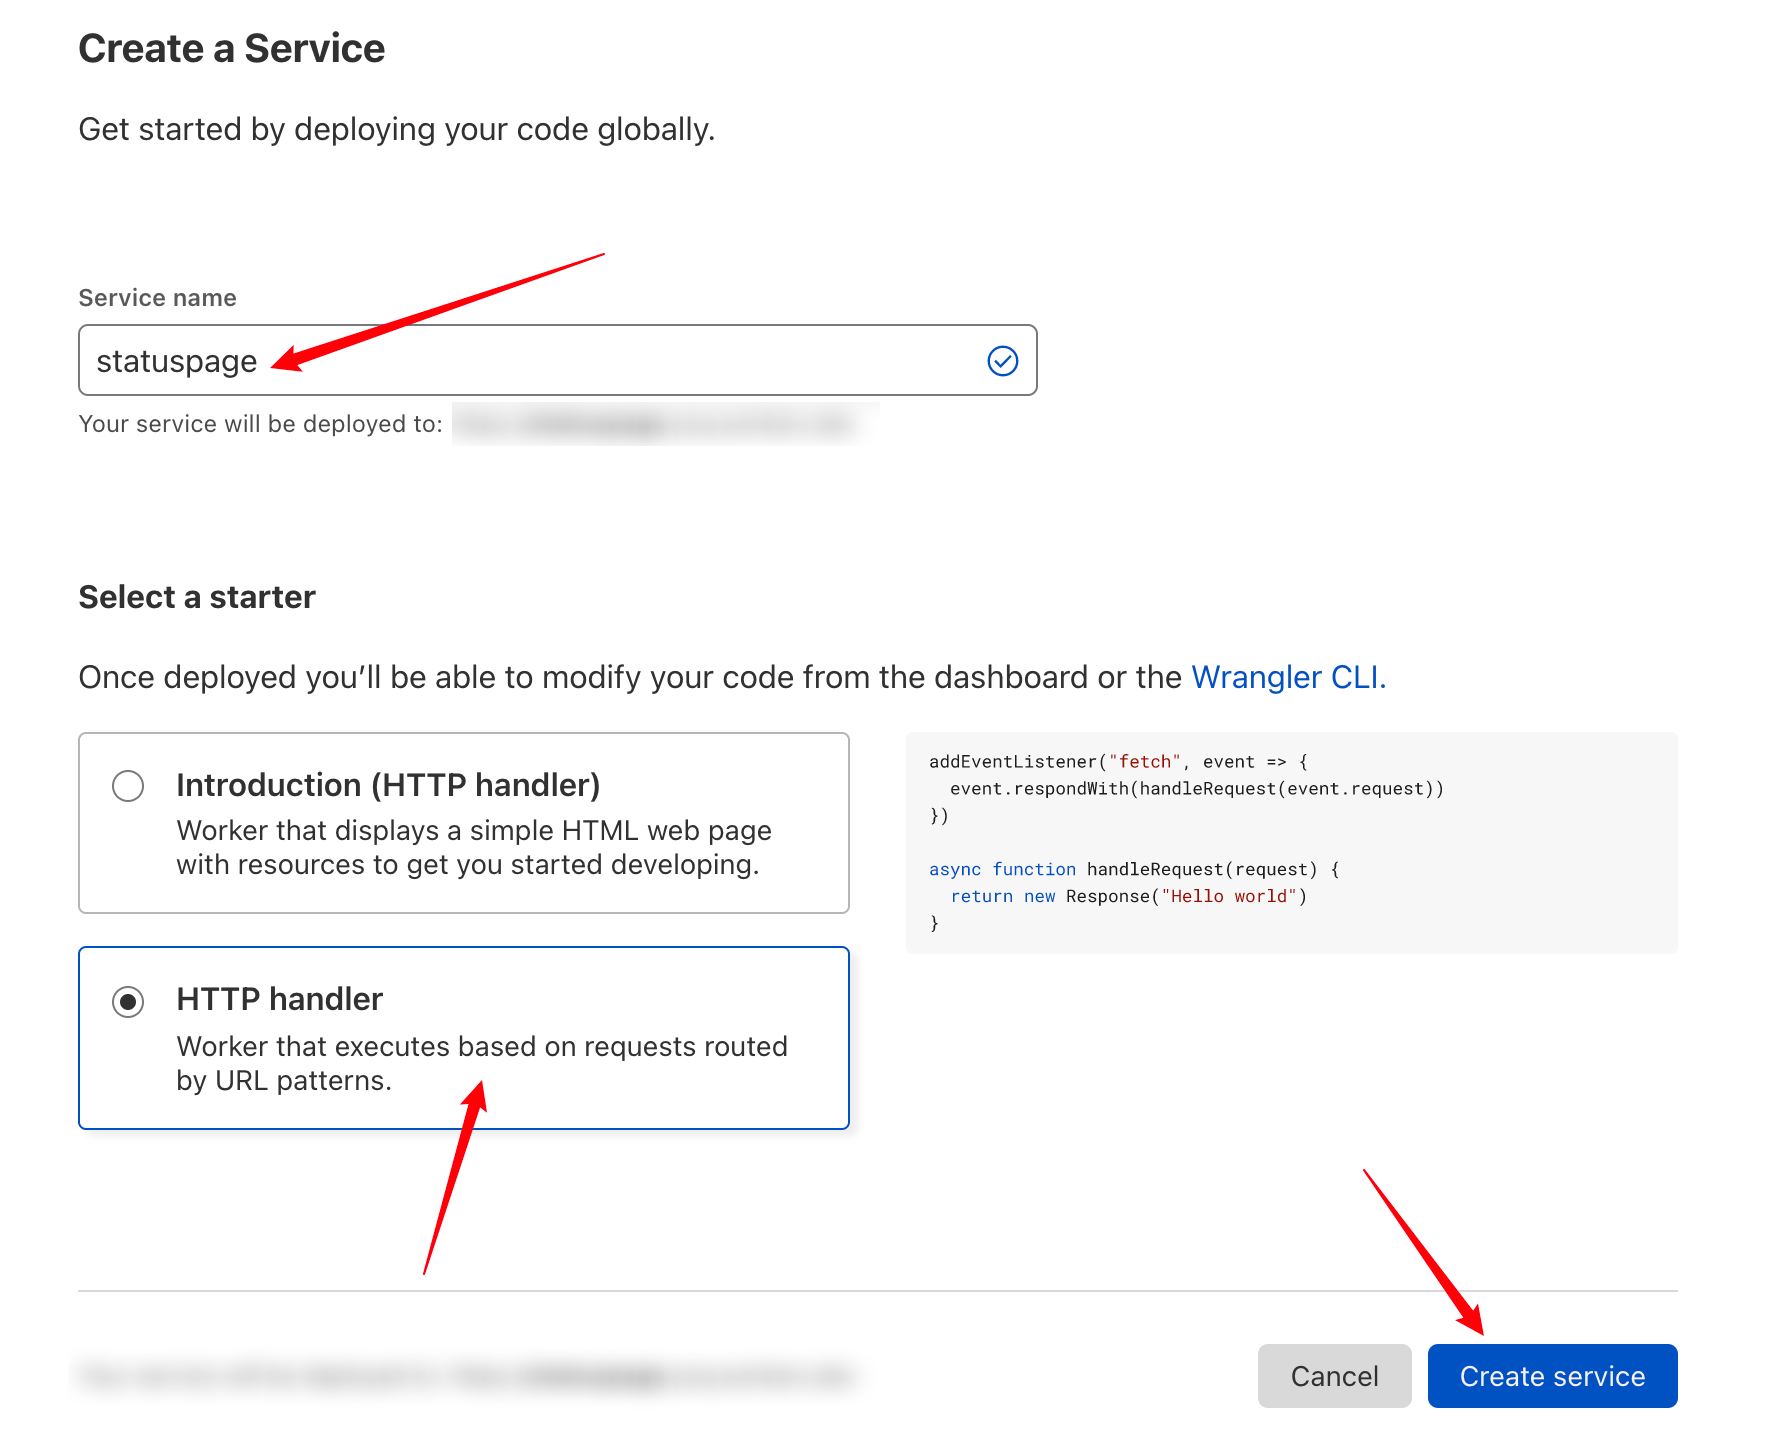 Create a Service
Get started by deploying your code globally.
Service name
statuspage
Your service will be deployed to:
Select a starter
Once deployed you’ll be able to modify your code from the dashboard or the Wrangler CLI.
Introduction (HTTP handler)
Worker that displays a simple HTML web page
with resources to get you started developing.
HTTP handler
Worker that executes based on requests routed
by URL patterns.
addEventListener("fetch", event => {
  event.respondWith(handleRequest(event.request))
})
async function handleRequest(request) {
  return new Response("Hello world")
}
Cancel
Create service